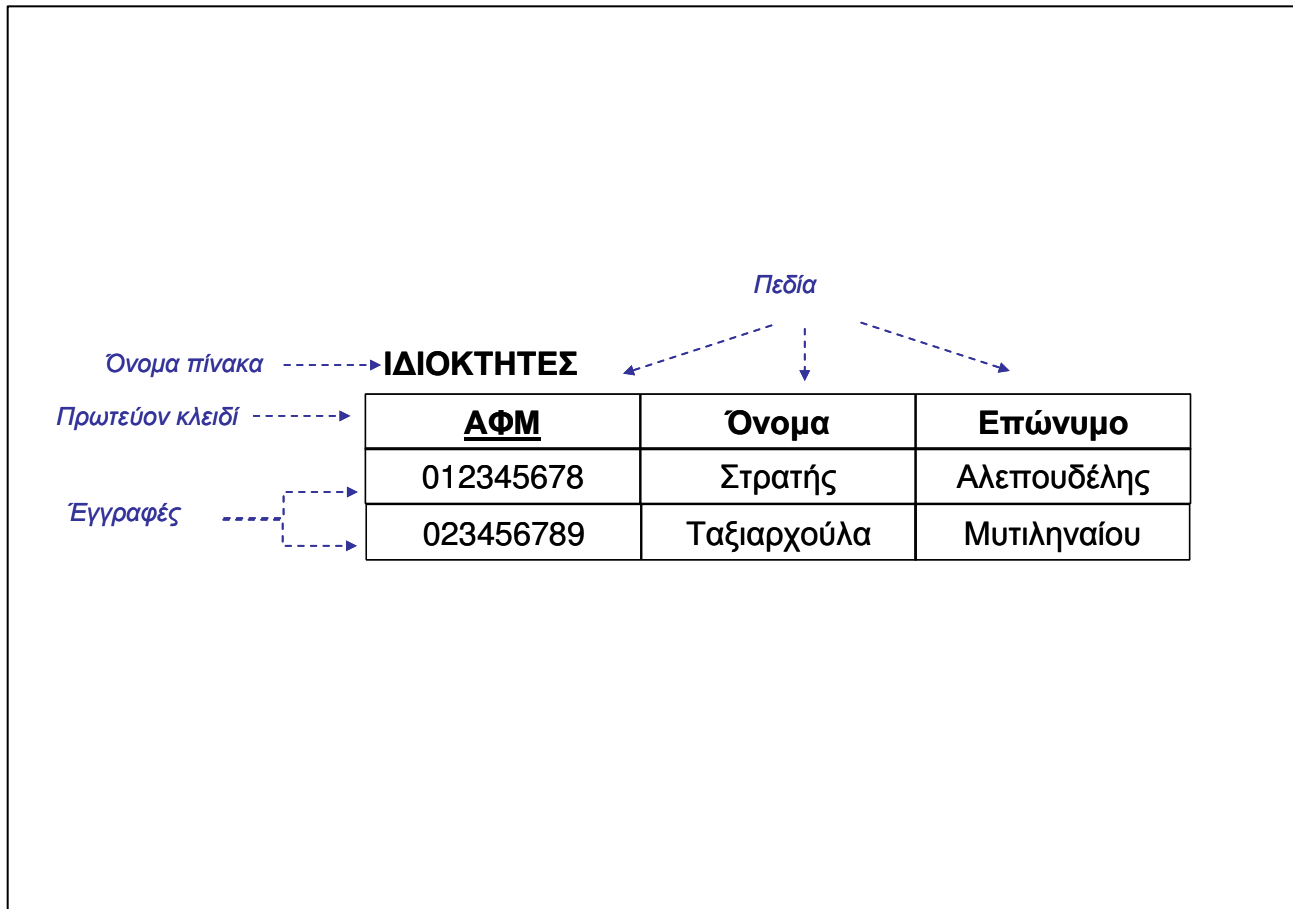 Πεδία
Όνομα πίνακα ΙΔΙΟΚΤΗΤΕΣ
Πρωτεύον κλειδί ΑΦΜ Όνομα Επώνυμο
012345678 Στρατής Αλεπουδέλης
Έγγραφές
023456789 Ταξιαρχούλα Μυτιληναίου